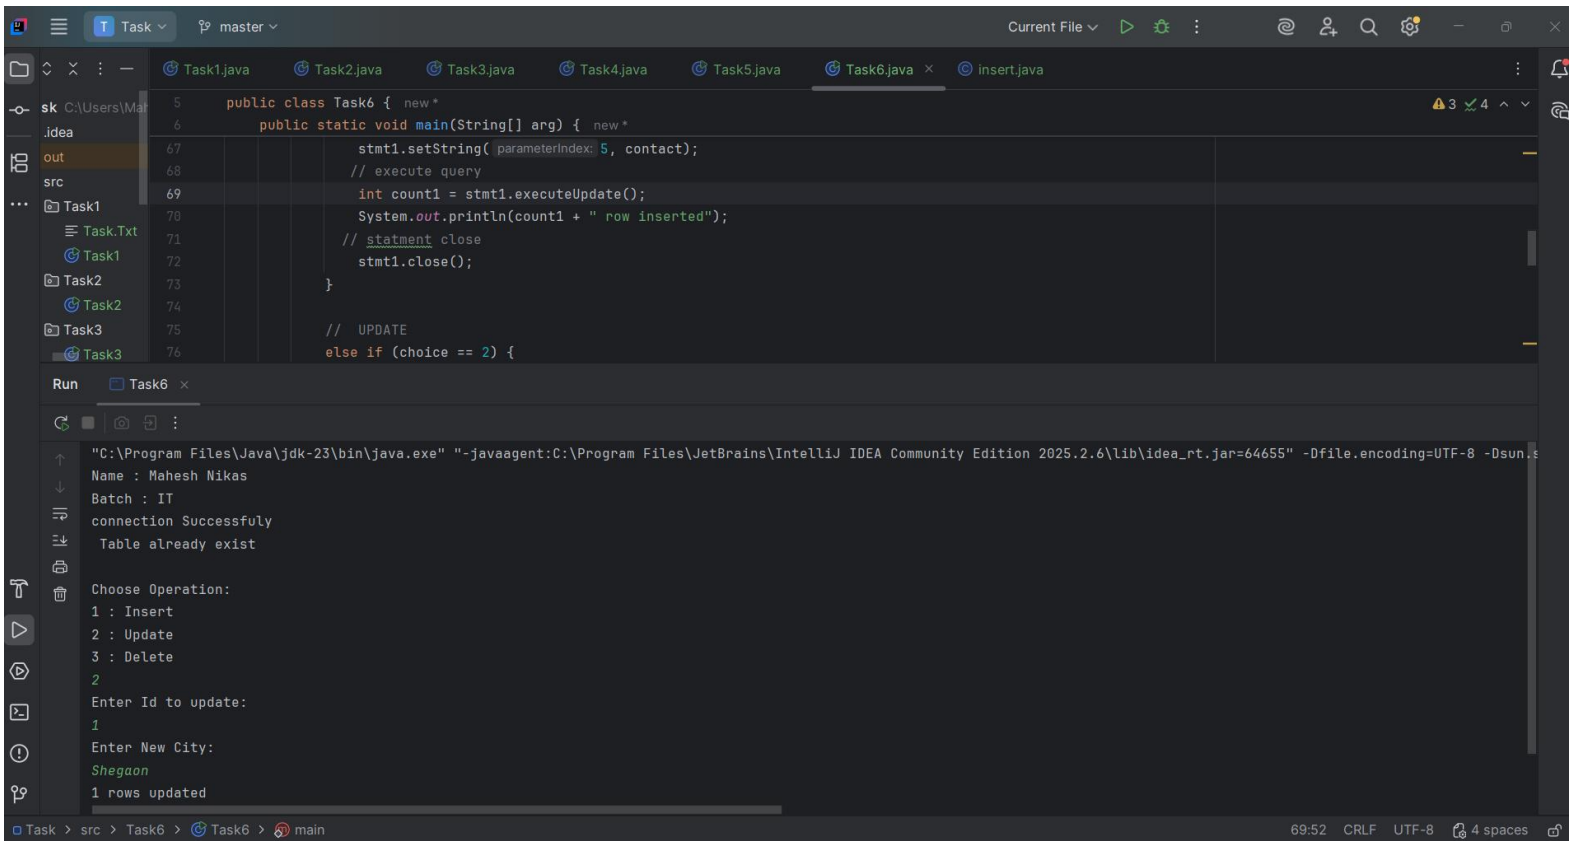 T Task master Current File
Task1.java Task2.java Task3.java Task4.java Task5.java Task6.java insert.java
sk C:\Users\Mah
.idea
out
src
Task1
Task.Txt
Task1
Task2
Task2
Task3
Task3
5 public class Task6 { new *
3 4
6 public static void main(String[] arg) { new *
67 stmt1.setString( parameterIndex: 5, contact);
68 // execute query
69 int count1 = stmt1.executeUpdate();
70 System.out.println(count1 + " row inserted");
71 // statment close
72 stmt1.close();
73 }
74
75 // UPDATE
76 else if (choice == 2) {
Run Task6
"C:\Program Files\Java\jdk-23\bin\java.exe" "-javaagent:C:\Program Files\JetBrains\IntelliJ IDEA Community Edition 2025.2.6\lib\idea_rt.jar=64655" -Dfile.encoding=UTF-8 -Dsun.s
Name : Mahesh Nikas
Batch : IT
connection Successfuly
Table already exist
Choose Operation:
1 : Insert
2 : Update
3 : Delete
2
Enter Id to update:
1
Enter New City:
Shegaon
1 rows updated
Task > src > Task6 > Task6 > main 69:52 CRLF UTF-8 4 spaces